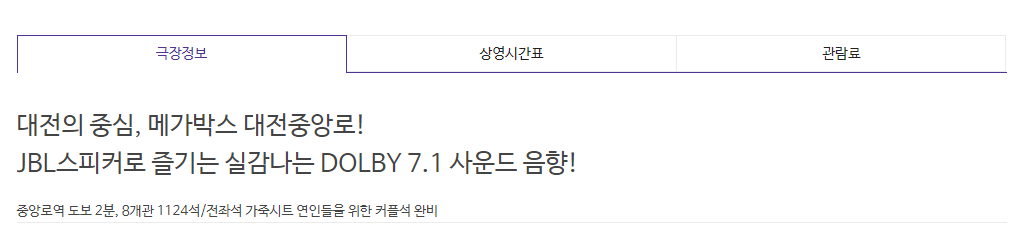 극장정보
상영시간표
관람료
대전의 중심, 메가박스 대전중앙로!
JBL스피커로 즐기는 실감나는 DOLBY 7.1 사운드 음향!
중앙로역 도보 2분, 8개관 1124석/전좌석 가죽시트 연인들을 위한 커플석 완비